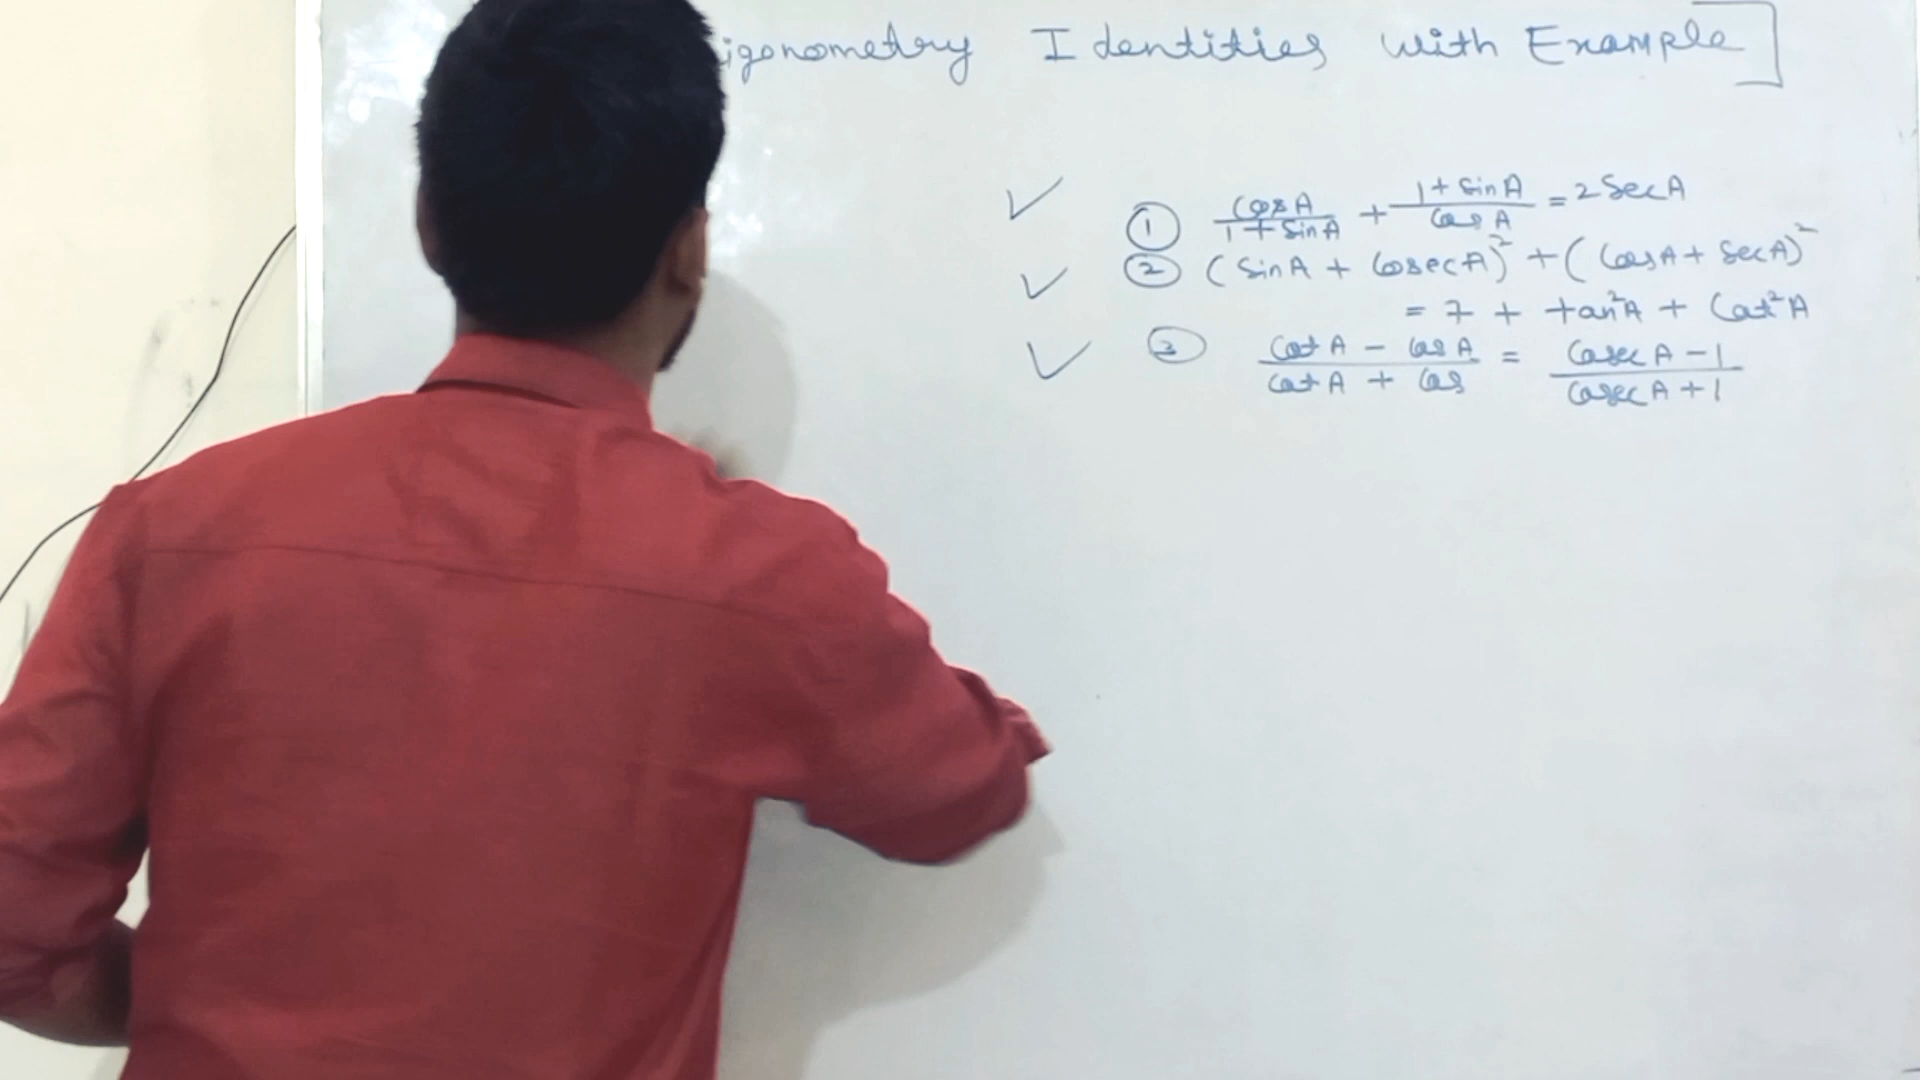 igonometry Identities with Example
① cosA/1+sinA + 1+sinA/cosA = 2 SecA
② (sinA + cosecA)² + (cosA + secA)²
= 7 + tan²A + Cot²A
③ cotA - cosA/cotA + cos = cosecA - 1/cosecA + 1